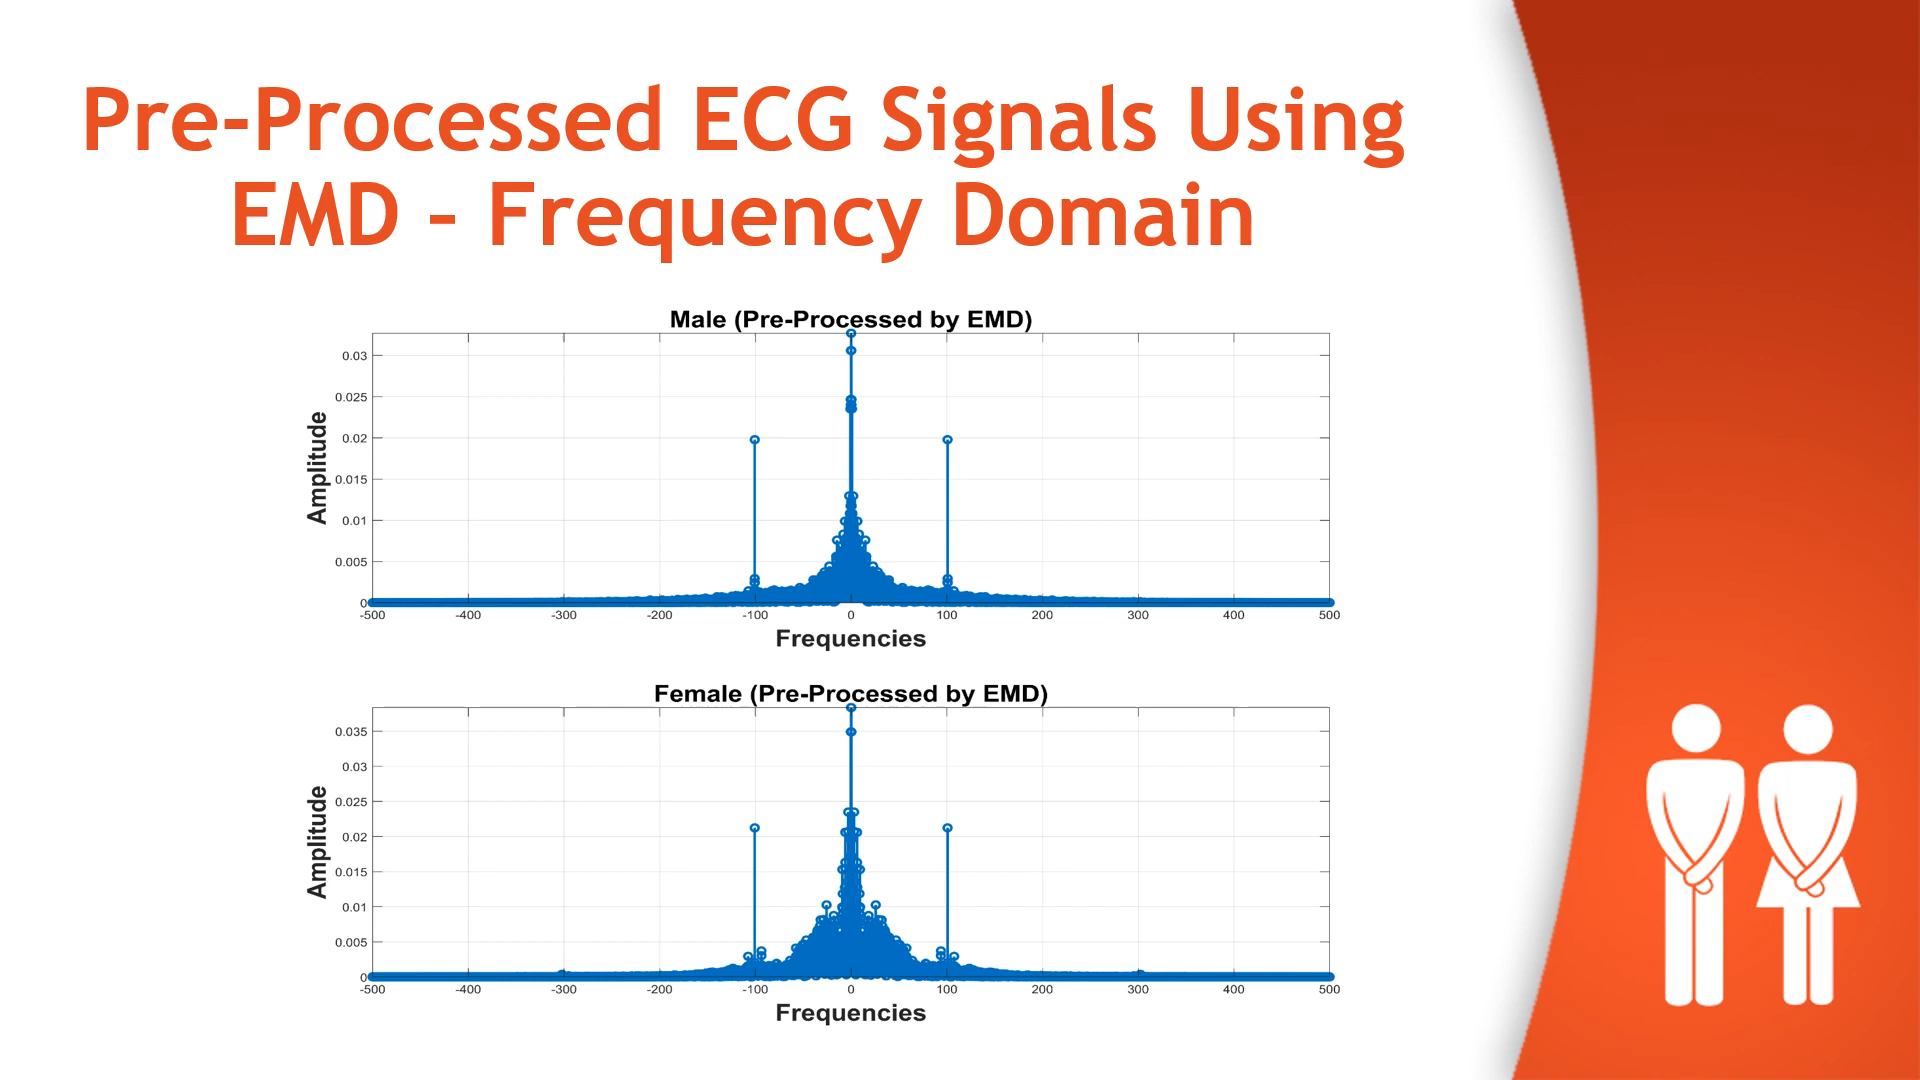 Pre-Processed ECG Signals Using
EMD – Frequency Domain
Male (Pre-Processed by EMD)
0.03
0.025
0.02
0.015
0.01
0.005
0
Amplitude
-500 -400 -300 -200 -100 0 100 200 300 400 500
Frequencies
Female (Pre-Processed by EMD)
0.035
0.03
0.025
0.02
0.015
0.01
0.005
0
Amplitude
-500 -400 -300 -200 -100 0 100 200 300 400 500
Frequencies